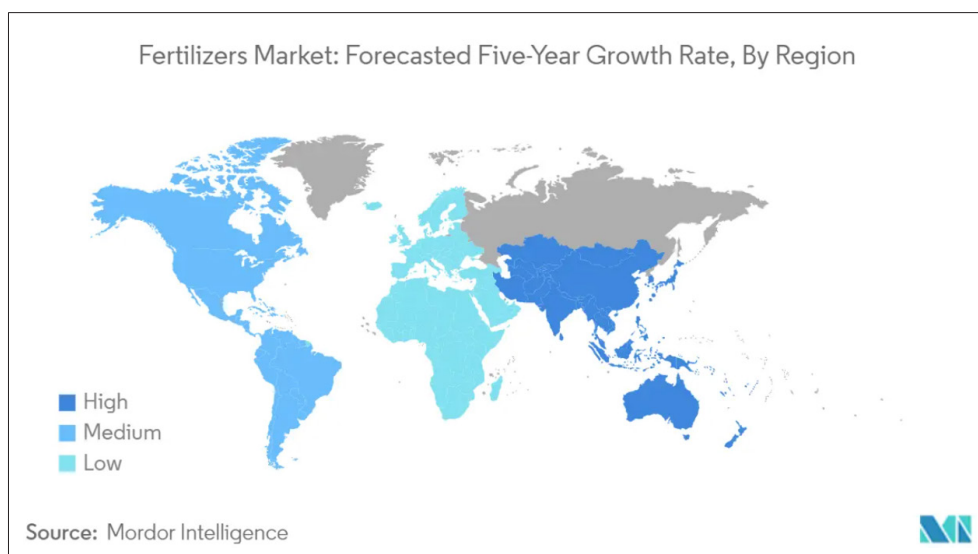 Fertilizers Market: Forecasted Five-Year Growth Rate, By Region
High
Medium
Low
Source: Mordor Intelligence